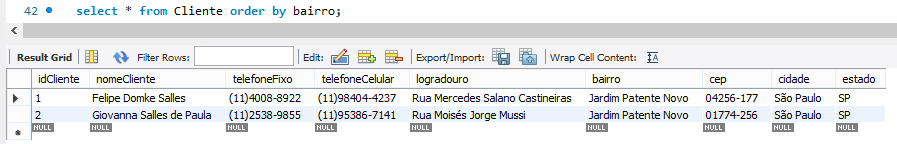 42 select * from Cliente order by bairro;
Result Grid Filter Rows: Edit: Export/Import: Wrap Cell Content: IA
idCliente nomeCliente telefoneFixo telefoneCelular logradouro bairro cep cidade estado
1 Felipe Domke Salles (11)4008-8922 (11)98404-4237 Rua Mercedes Salano Castineiras Jardim Patente Novo 04256-177 São Paulo SP
2 Giovanna Salles de Paula (11)2538-9855 (11)95386-7141 Rua Moisés Jorge Mussi Jardim Patente Novo 01774-256 São Paulo SP
NULL NULL NULL NULL NULL NULL NULL NULL NULL